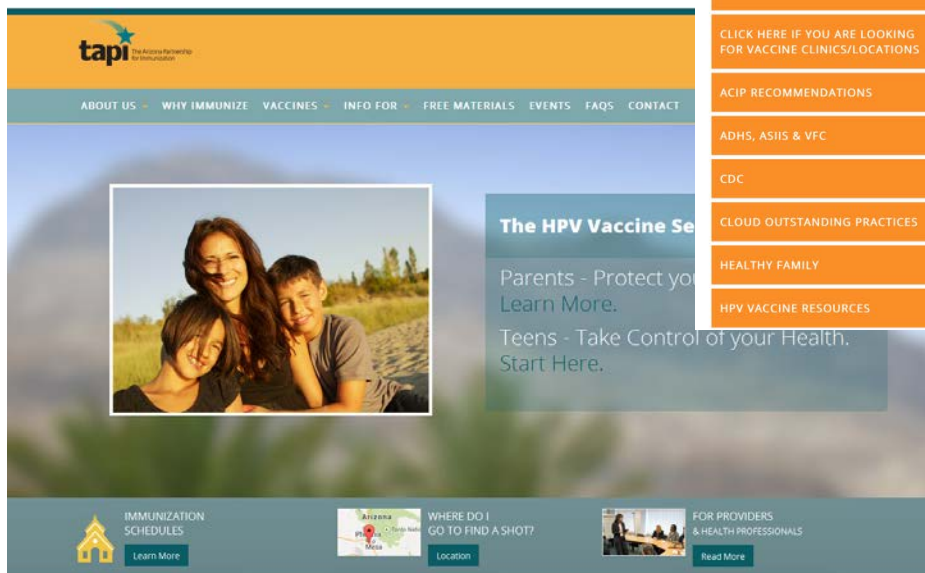 tapi The Arizona Partnership
for Immunization
ABOUT US WHY IMMUNIZE VACCINES INFO FOR FREE MATERIALS EVENTS FAQS CONTACT
CLICK HERE IF YOU ARE LOOKING
FOR VACCINE CLINICS/LOCATIONS
ACIP RECOMMENDATIONS
ADHS, ASIIS & VFC
CDC
CLOUD OUTSTANDING PRACTICES
HEALTHY FAMILY
HPV VACCINE RESOURCES
The HPV Vaccine Se
Parents - Protect you
Learn More.
Teens - Take Control of your Health.
Start Here.
IMMUNIZATION
SCHEDULES
Learn More
Arizona
Mesa
WHERE DO I
GO TO FIND A SHOT?
Location
FOR PROVIDERS
& HEALTH PROFESSIONALS
Read More